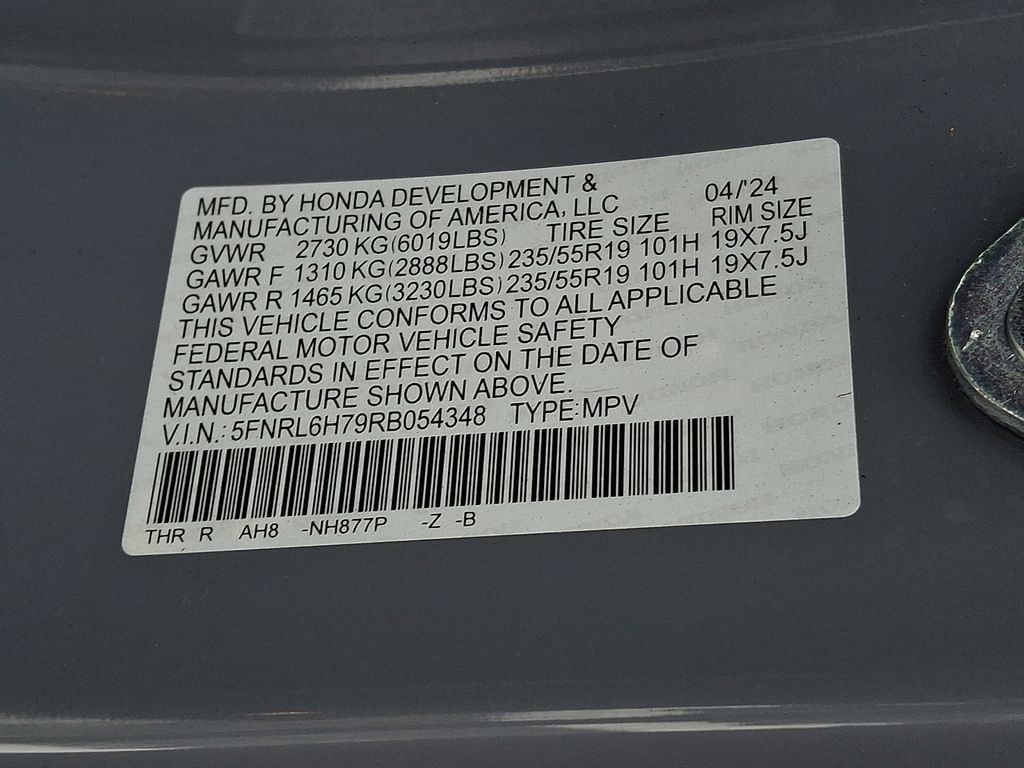 MFD. BY HONDA DEVELOPMENT &
MANUFACTURING OF AMERICA, LLC 04/'24
GVWR 2730 KG(6019LBS) TIRE SIZE RIM SIZE
GAWR F 1310 KG(2888LBS) 235/55R19 101H 19X7.5J
GAWR R 1465 KG(3230LBS) 235/55R19 101H 19X7.5J
THIS VEHICLE CONFORMS TO ALL APPLICABLE
FEDERAL MOTOR VEHICLE SAFETY
STANDARDS IN EFFECT ON THE DATE OF
MANUFACTURE SHOWN ABOVE.
V.I.N.: 5FNRL6H79RB054348 TYPE:MPV
THR R AH8 -NH877P -Z -B